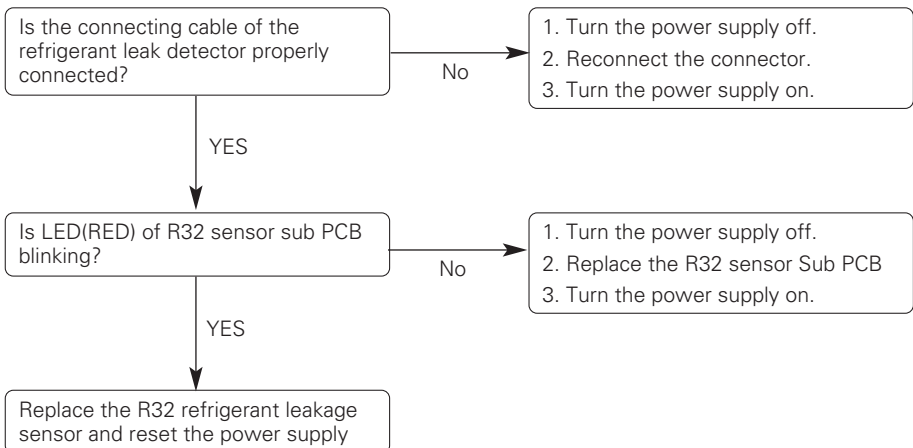 Is the connecting cable of the
refrigerant leak detector properly
connected?
No
1. Turn the power supply off.
2. Reconnect the connector.
3. Turn the power supply on.
YES
Is LED(RED) of R32 sensor sub PCB
blinking?
No
1. Turn the power supply off.
2. Replace the R32 sensor Sub PCB
3. Turn the power supply on.
YES
Replace the R32 refrigerant leakage
sensor and reset the power supply